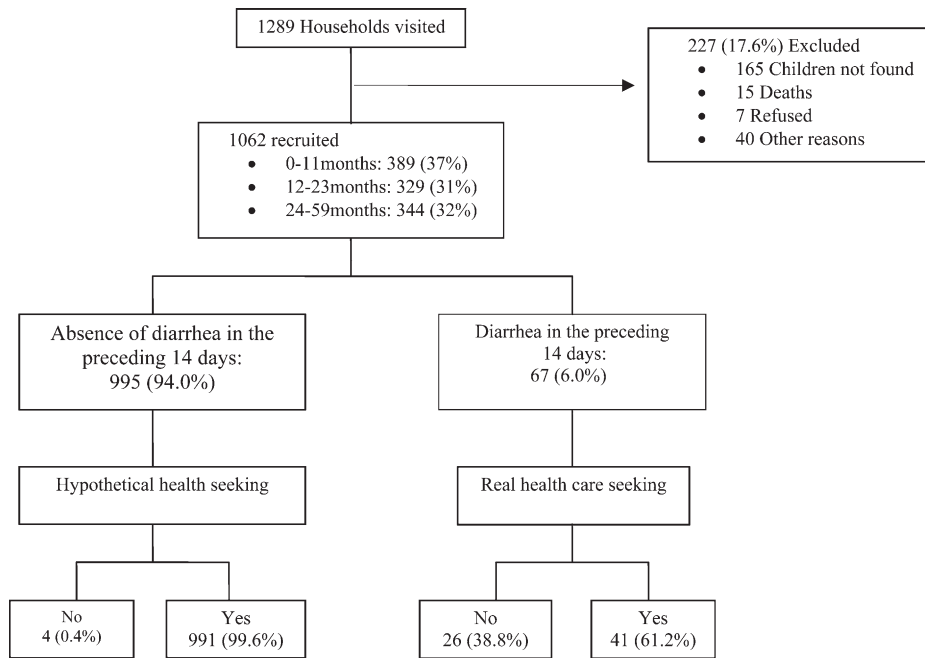 1289 Households visited
227 (17.6%) Excluded
• 165 Children not found
• 15 Deaths
• 7 Refused
• 40 Other reasons
1062 recruited
• 0-11months: 389 (37%)
• 12-23months: 329 (31%)
• 24-59months: 344 (32%)
Absence of diarrhea in the
preceding 14 days:
995 (94.0%)
Diarrhea in the preceding
14 days:
67 (6.0%)
Hypothetical health seeking
Real health care seeking
No
4 (0.4%)
Yes
991 (99.6%)
No
26 (38.8%)
Yes
41 (61.2%)